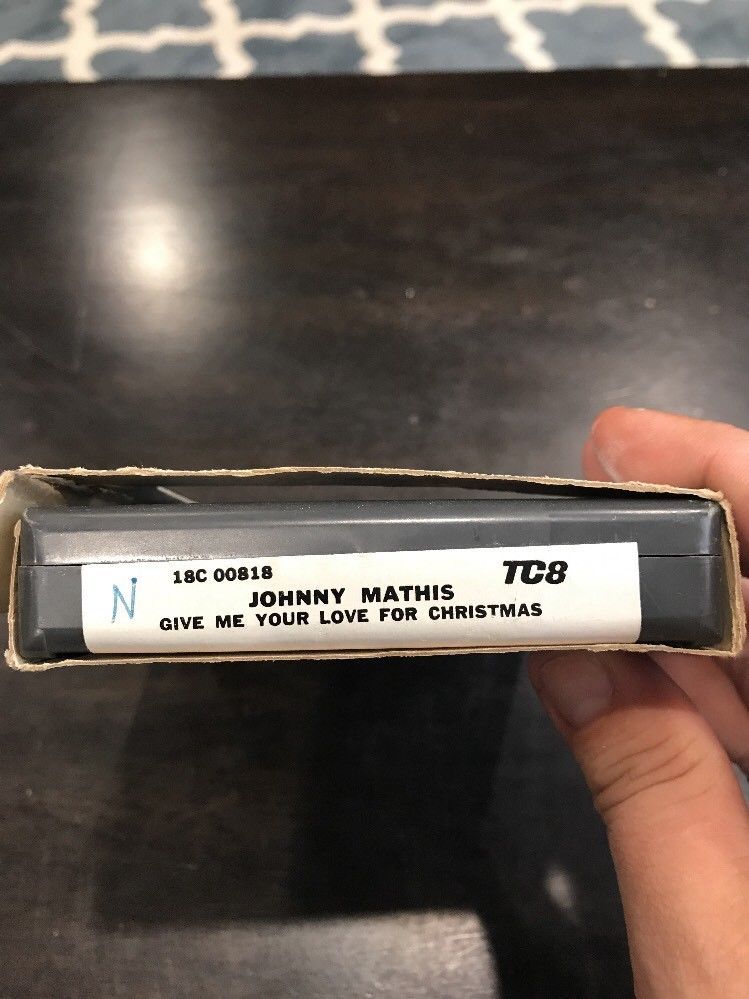 N
18C 00818 TC8
JOHNNY MATHIS
GIVE ME YOUR LOVE FOR CHRISTMAS